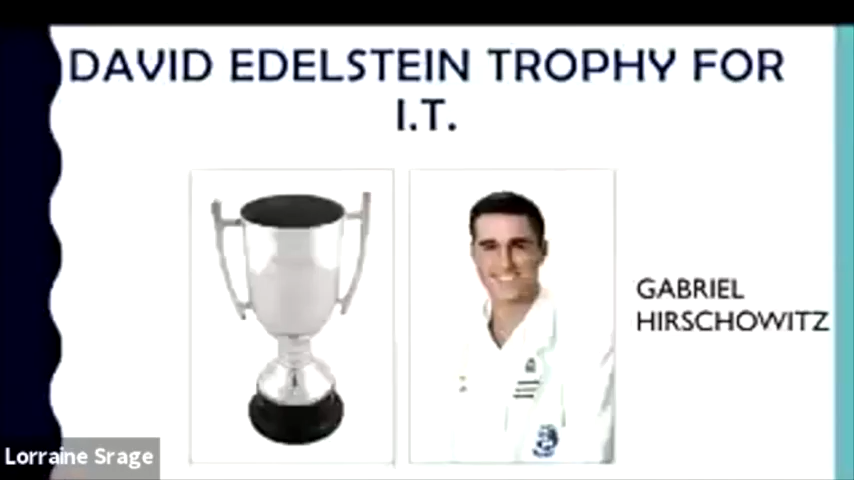 DAVID EDELSTEIN TROPHY FOR
I.T.
GABRIEL
HIRSCHOWITZ
Lorraine Srage